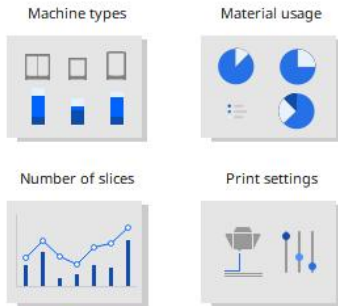 Machine types
Material usage
Number of slices
Print settings